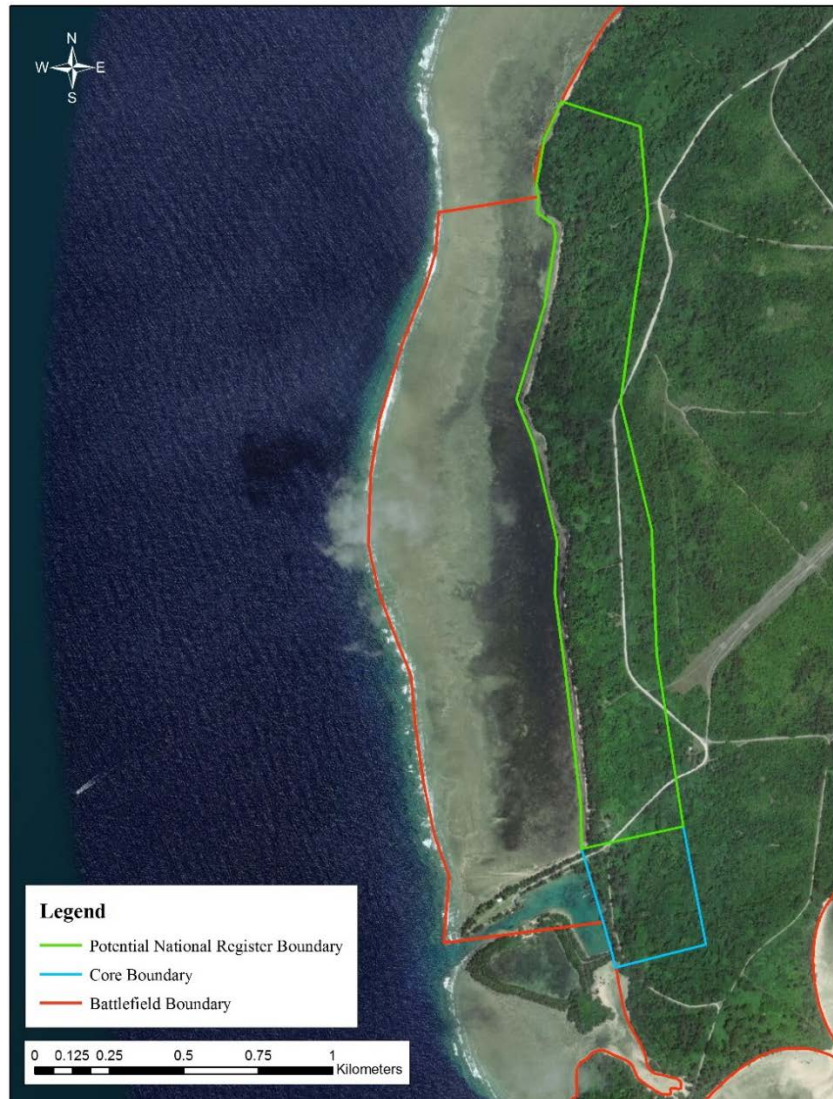 N
W E
S
Legend
Potential National Register Boundary
Core Boundary
Battlefield Boundary
0 0.125 0.25 0.5 0.75 1
Kilometers